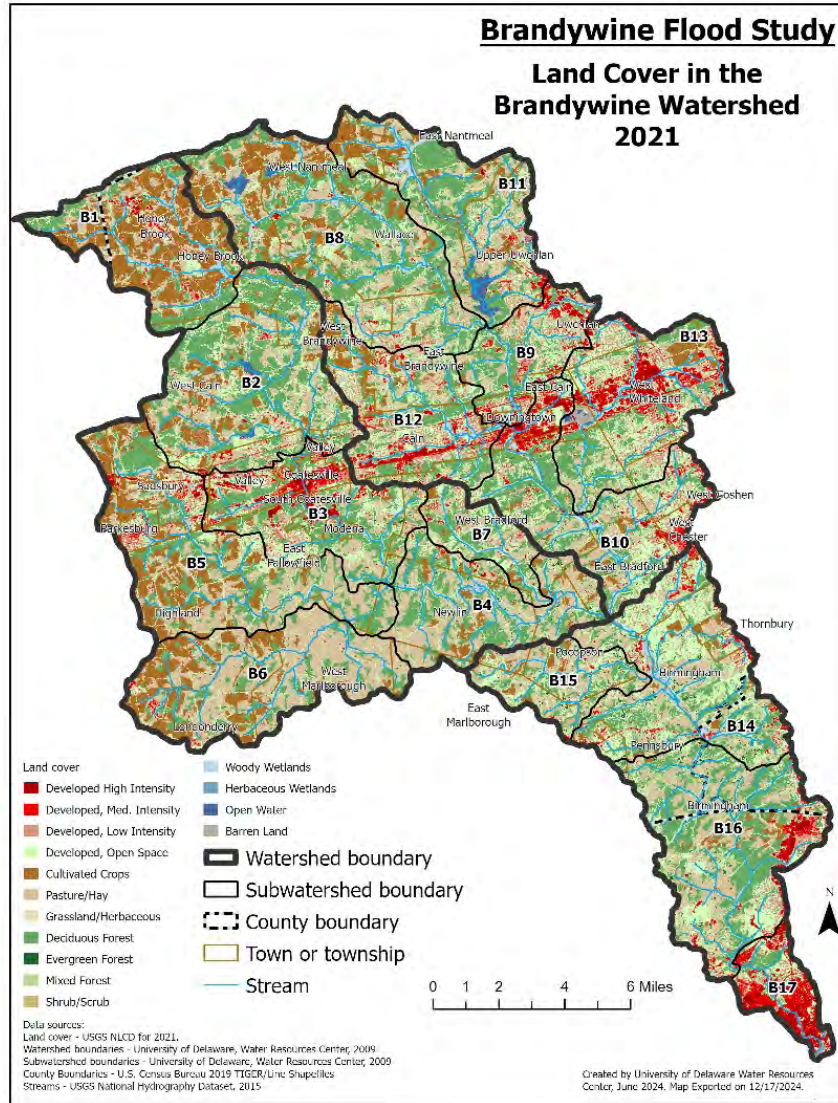 Brandywine Flood Study
Land Cover in the
Brandywine Watershed
2021
East Nantmeal
West Nantmeal
B11
B1
Honey
Brook
B8
Wallace
Honey Brook
Upper Uwchlan
West
Brandywine
Uwchlan
B13
B9
East
Brandywine
West Caln
B2
East Caln
West
Whiteland
B12
Downingtown
Caln
Valley
Sadsbury
Valley
Coatesville
South Coatesville
West Goshen
B3
Parkesburg
Modena
West Bradford
West
Chester
B7
B5
East
Fallowfield
B10
East Bradford
B4
Highland
Newlin
Thornbury
Pocopson
B6
West
Marlborough
B15
Birmingham
East
Marlborough
Londonderry
B14
Pennsbury
Birmingham
B16
B17
Land cover
Developed High Intensity
Developed, Med. Intensity
Developed, Low Intensity
Developed, Open Space
Cultivated Crops
Pasture/Hay
Grassland/Herbaceous
Deciduous Forest
Evergreen Forest
Mixed Forest
Shrub/Scrub
Woody Wetlands
Herbaceous Wetlands
Open Water
Barren Land
Watershed boundary
Subwatershed boundary
County boundary
Town or township
Stream
N
0 1 2 4 6 Miles
Data sources:
Land cover - USGS NLCD for 2021.
Watershed boundaries - University of Delaware, Water Resources Center, 2009
Subwatershed boundaries - University of Delaware, Water Resources Center, 2009
County Boundaries - U.S. Census Bureau 2019 TIGER/Line Shapefiles
Streams - USGS National Hydrography Dataset, 2015
Created by University of Delaware Water Resources
Center, June 2024. Map Exported on 12/17/2024.